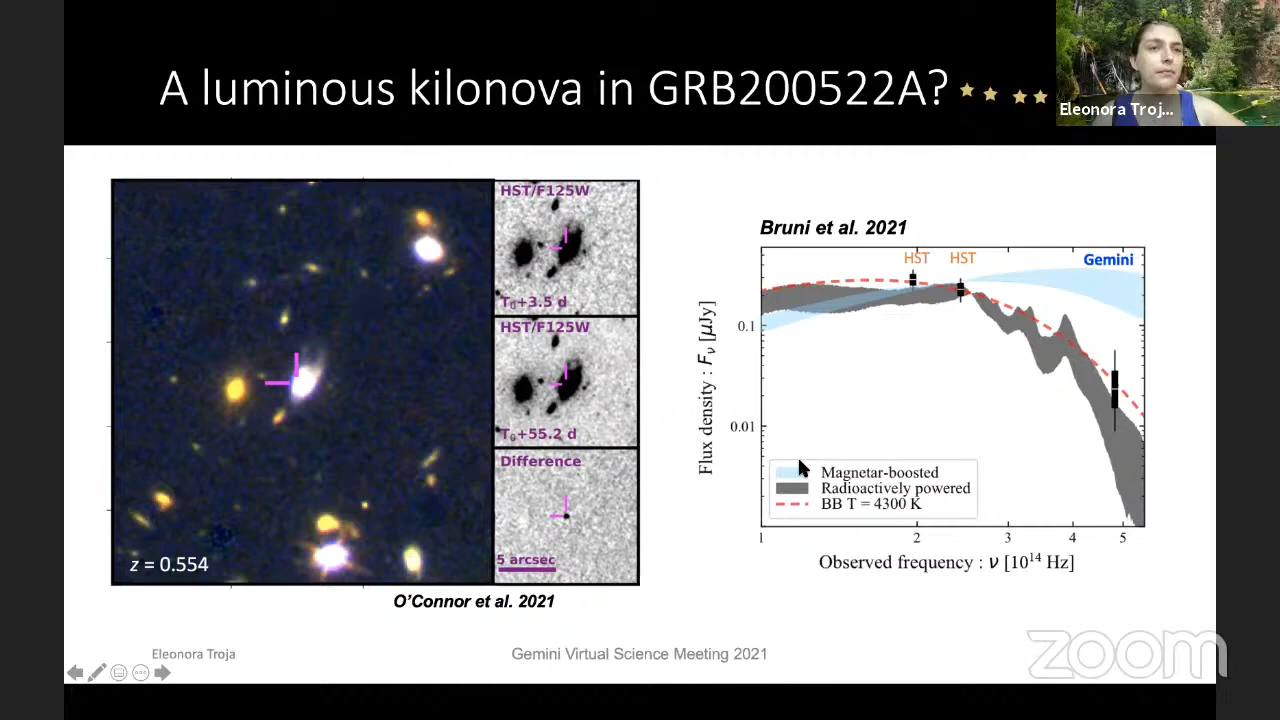 A luminous kilonova in GRB200522A?
Eleonora Troj...
HST/F125W
T₀+3.5 d
HST/F125W
T₀+55.2 d
Difference
5 arcsec
z = 0.554
O'Connor et al. 2021
Bruni et al. 2021
HST
HST
Gemini
Flux density : Fν [μJy]
0.1
0.01
Magnetar-boosted
Radioactively powered
BB T = 4300 K
1
2
3
4
5
Observed frequency : ν [10¹⁴ Hz]
Eleonora Troja
Gemini Virtual Science Meeting 2021
zoom